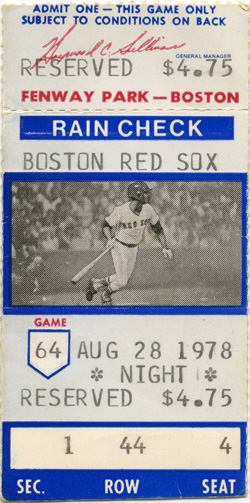 ADMIT ONE—THIS GAME ONLY
SUBJECT TO CONDITIONS ON BACK
Haywood C. Sullivan
GENERAL MANAGER
RESERVED $4.75
FENWAY PARK—BOSTON
RAIN CHECK
BOSTON RED SOX
RED SOX
GAME
64 AUG 28 1978
* NIGHT *
RESERVED $4.75
1 44 4
SEC. ROW SEAT